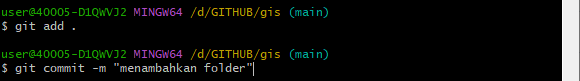 user@40005-D1QWVJ2 MINGW64 /d/GITHUB/gis (main)
$ git add .
user@40005-D1QWVJ2 MINGW64 /d/GITHUB/gis (main)
$ git commit -m "menambahkan folder"